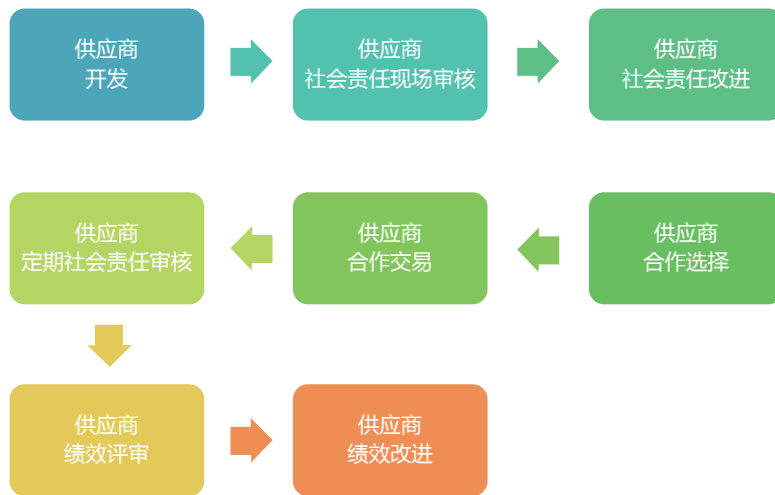 供应商
开发
供应商
社会责任现场审核
供应商
社会责任改进
供应商
定期社会责任审核
供应商
合作交易
供应商
合作选择
供应商
绩效评审
供应商
绩效改进